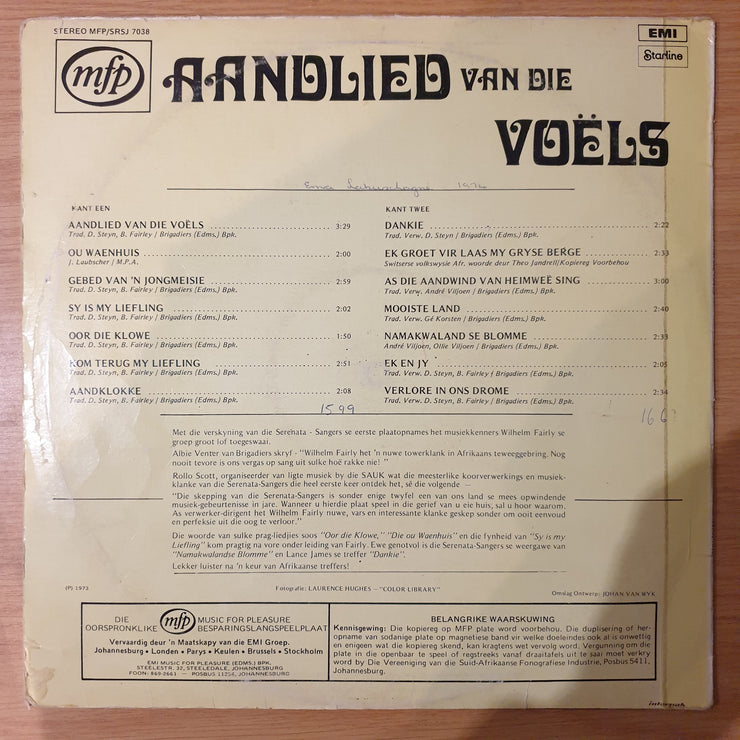 STEREO MFP/SRSJ 7038
mfp
AANDLIED VAN DIE
VOËLS
EMI
Starline
Ema Labuschagne 1974
KANT EEN
AANDLIED VAN DIE VOËLS 3:29
Trad. D. Steyn, B. Fairley / Brigadiers (Edms.) Bpk.
OU WAENHUIS 2:00
J. Laubscher / M.P.A.
GEBED VAN 'N JONGMEISIE 2:59
Trad. D. Steyn, B. Fairley / Brigadiers (Edms.) Bpk.
SY IS MY LIEFLING 2:02
Trad. D. Steyn, B. Fairley / Brigadiers (Edms.) Bpk.
OOR DIE KLOWE 1:50
Trad. D. Steyn, B. Fairley / Brigadiers (Edms.) Bpk.
KOM TERUG MY LIEFLING 2:51
Trad. D. Steyn, B. Fairley / Brigadiers (Edms.) Bpk.
AANDKLOKKE 2:08
Trad. D. Steyn, B. Fairley / Brigadiers (Edms.) Bpk.
KANT TWEE
DANKIE 2:22
Trad. Verw. D. Steyn / Brigadiers (Edms.) Bpk.
EK GROET VIR LAAS MY GRYSE BERGE 2:33
Switserse volkswysie Afr. woorde deur Theo Jandrell/Kopiereg Voorbehou
AS DIE AANDWIND VAN HEIMWEË SING 3:00
Trad. Verw. André Viljoen / Brigadiers (Edms.) Bpk.
MOOISTE LAND 2:40
Trad. Verw. Gé Korsten / Brigadiers (Edms.) Bpk.
NAMAKWALAND SE BLOMME 2:33
André Viljoen, Ollie Viljoen / Brigadiers (Edms.) Bpk.
EK EN JY 2:05
Trad. Verw. D. Steyn, B. Fairley / Brigadiers (Edms.) Bpk.
VERLORE IN ONS DROME 2:34
Trad. Verw. D. Steyn, B. Fairley / Brigadiers (Edms.) Bpk.
1599
Met die verskyning van die Serenata - Sangers se eerste plaatopnames het musiekkenners Wilhelm Fairly se
groep groot lof toegeswaai.
Albie Venter van Brigadiers skryf - "Wilhelm Fairly het 'n nuwe towerklank in Afrikaans teweeggebring. Nog
nooit tevore is ons vergas op sang uit sulke hoë rakke nie!"
Rollo Scott, organiseerder van ligte musiek by die SAUK wat die meesterlike koorverwerkings en musiek-
klanke van die Serenata-Sangers die heel eerste keer ontdek het, sê die volgende -
"Die skepping van die Serenata-Sangers is sonder enige twyfel een van ons land se mees opwindende
musiek-gebeurtenisse in jare. Wanneer u hierdie plaat speel in die gerief van u eie huis, sal u hoor waarom.
As verwerker-dirigent het Wilhelm Fairly nuwe, vars en interessante klanke geskep sonder om ooit eenvoud
en perfeksie uit die oog te verloor."
Die woorde van sulke prag-liedjies soos "Oor die Klowe," "Die ou Waenhuis" en die fynheid van "Sy is my
Liefling" kom pragtig na vore onder leiding van Fairly. Ewe genotvol is die Serenata-Sangers se weergawe van
"Namakwalandse Blomme" en Lance James se treffer "Dankie".
Lekker luister na 'n keur van Afrikaanse treffers!
(P) 1973
Fotografie: LAURENCE HUGHES - "COLOR LIBRARY"
Omslag Ontwerp: JOHAN VAN WYK
DIE OORSPRONKLIKE mfp MUSIC FOR PLEASURE BESPARINGSLANGSPEELPLAAT
Vervaardig deur 'n Maatskapy van die EMI Groep.
Johannesburg • Londen • Parys • Keulen • Brussels • Stockholm
EMI MUSIC FOR PLEASURE (EDMS.) BPK.
STEELESTR. 32, STEELEDALE, JOHANNESBURG
FOON: 869-2661 - POSBUS 11254, JOHANNESBURG
BELANGRIKE WAARSKUWING
Kennisgewing: Die kopiereg op MFP plate word voorbehou. Die duplisering of her-
opname van sodanige plate op magnetiese band vir welke doeleindes ook al is onwettig
en enigeen wat die kopiereg skend, kan kragtens wet vervolg word. Vergunning om die
plate in die openbaar te speel of regstreeks vanaf draaitafels uit te saai moet verkry
word by Die Vereniging van die Suid-Afrikaanse Fonografiese Industrie, Posbus 5411,
Johannesburg.
interpak